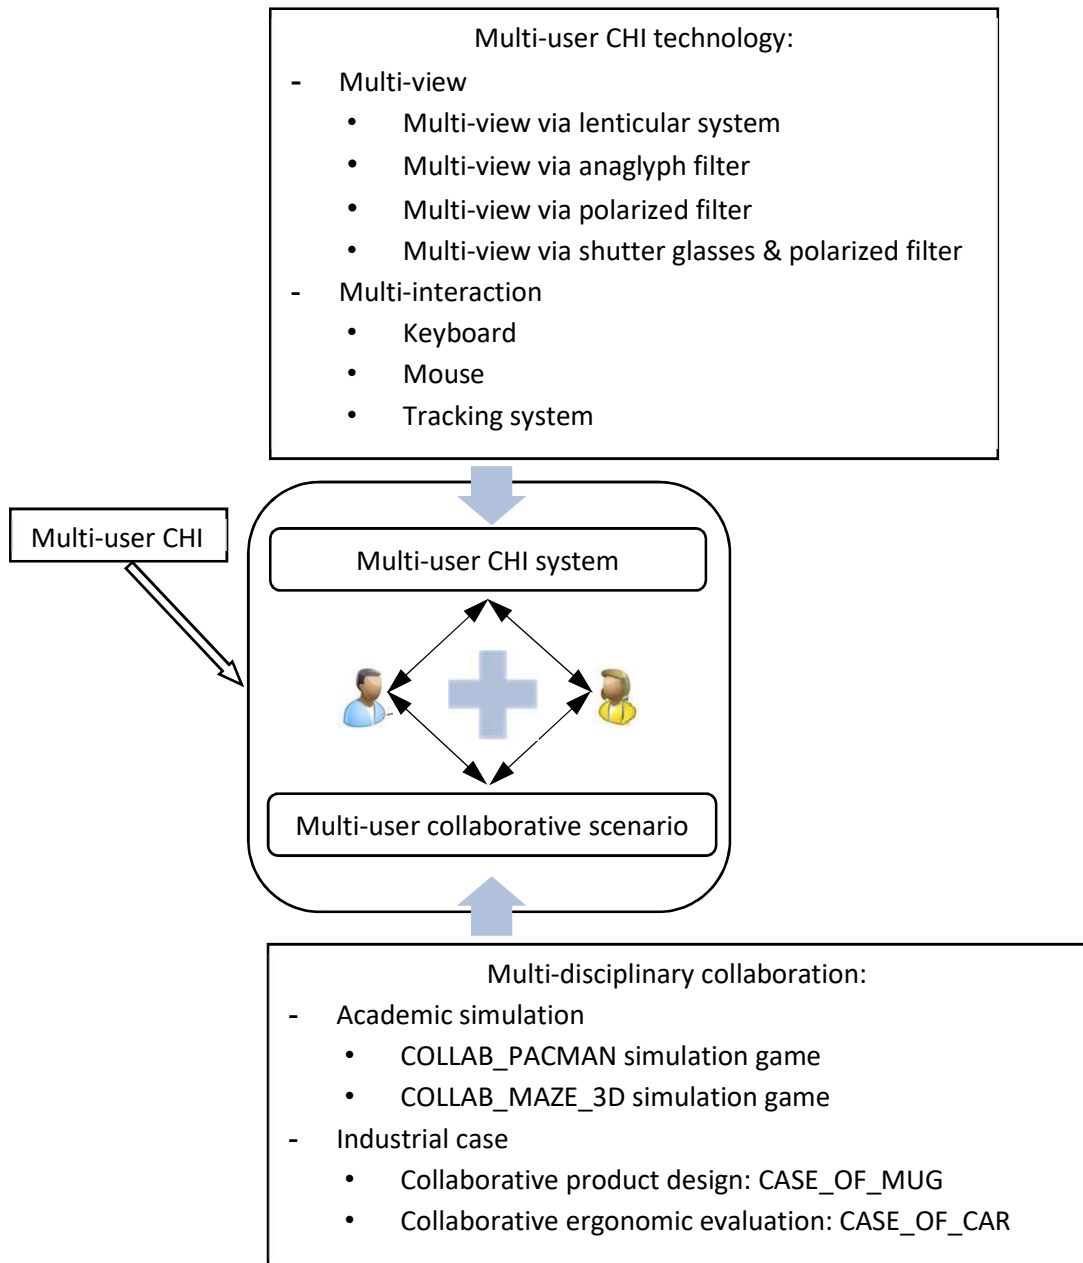 Multi-user CHI technology:
- Multi-view
• Multi-view via lenticular system
• Multi-view via anaglyph filter
• Multi-view via polarized filter
• Multi-view via shutter glasses & polarized filter
- Multi-interaction
• Keyboard
• Mouse
• Tracking system
Multi-user CHI
Multi-user CHI system
Multi-user collaborative scenario
Multi-disciplinary collaboration:
- Academic simulation
• COLLAB_PACMAN simulation game
• COLLAB_MAZE_3D simulation game
- Industrial case
• Collaborative product design: CASE_OF_MUG
• Collaborative ergonomic evaluation: CASE_OF_CAR